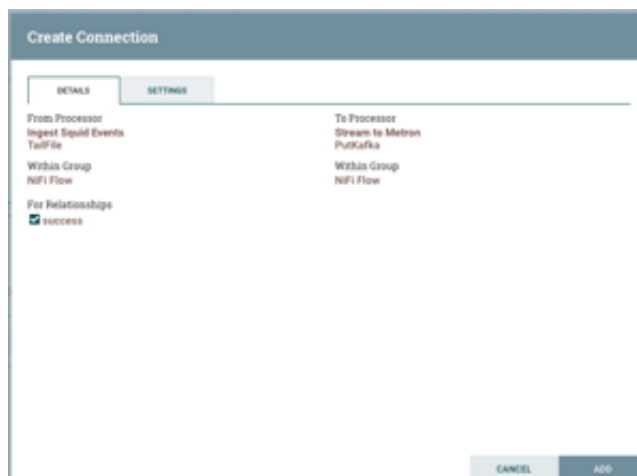 Create Connection
DETAILS
SETTINGS
From Processor
Ingest Squid Events
TailFile
Within Group
NiFi Flow
For Relationships
success
To Processor
Stream to Metron
PutKafka
Within Group
NiFi Flow
CANCEL
ADD